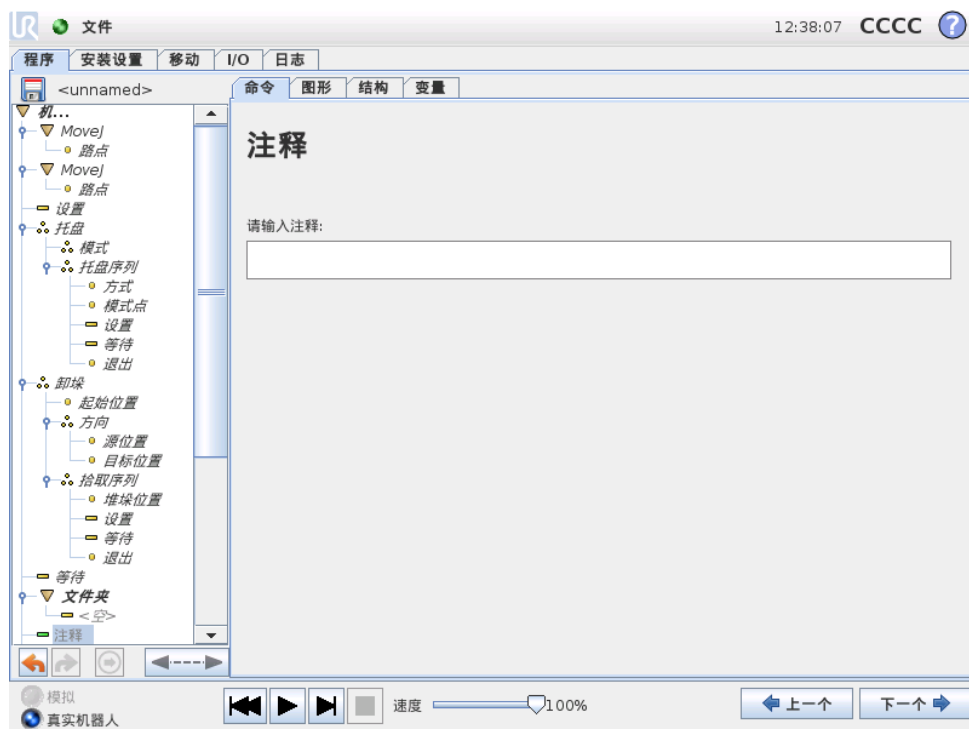 UR 文件 12:38:07 CCCC ?
程序 安装设置 移动 I/O 日志
<unnamed>
命令 图形 结构 变量
机...
MoveJ
路点
MoveJ
路点
设置
托盘
模式
托盘序列
方式
模式点
设置
等待
退出
卸垛
起始位置
方向
源位置
目标位置
拾取序列
堆垛位置
设置
等待
退出
等待
文件夹
<空>
注释
注释
请输入注释:
模拟
真实机器人
速度 100%
上一个 下一个